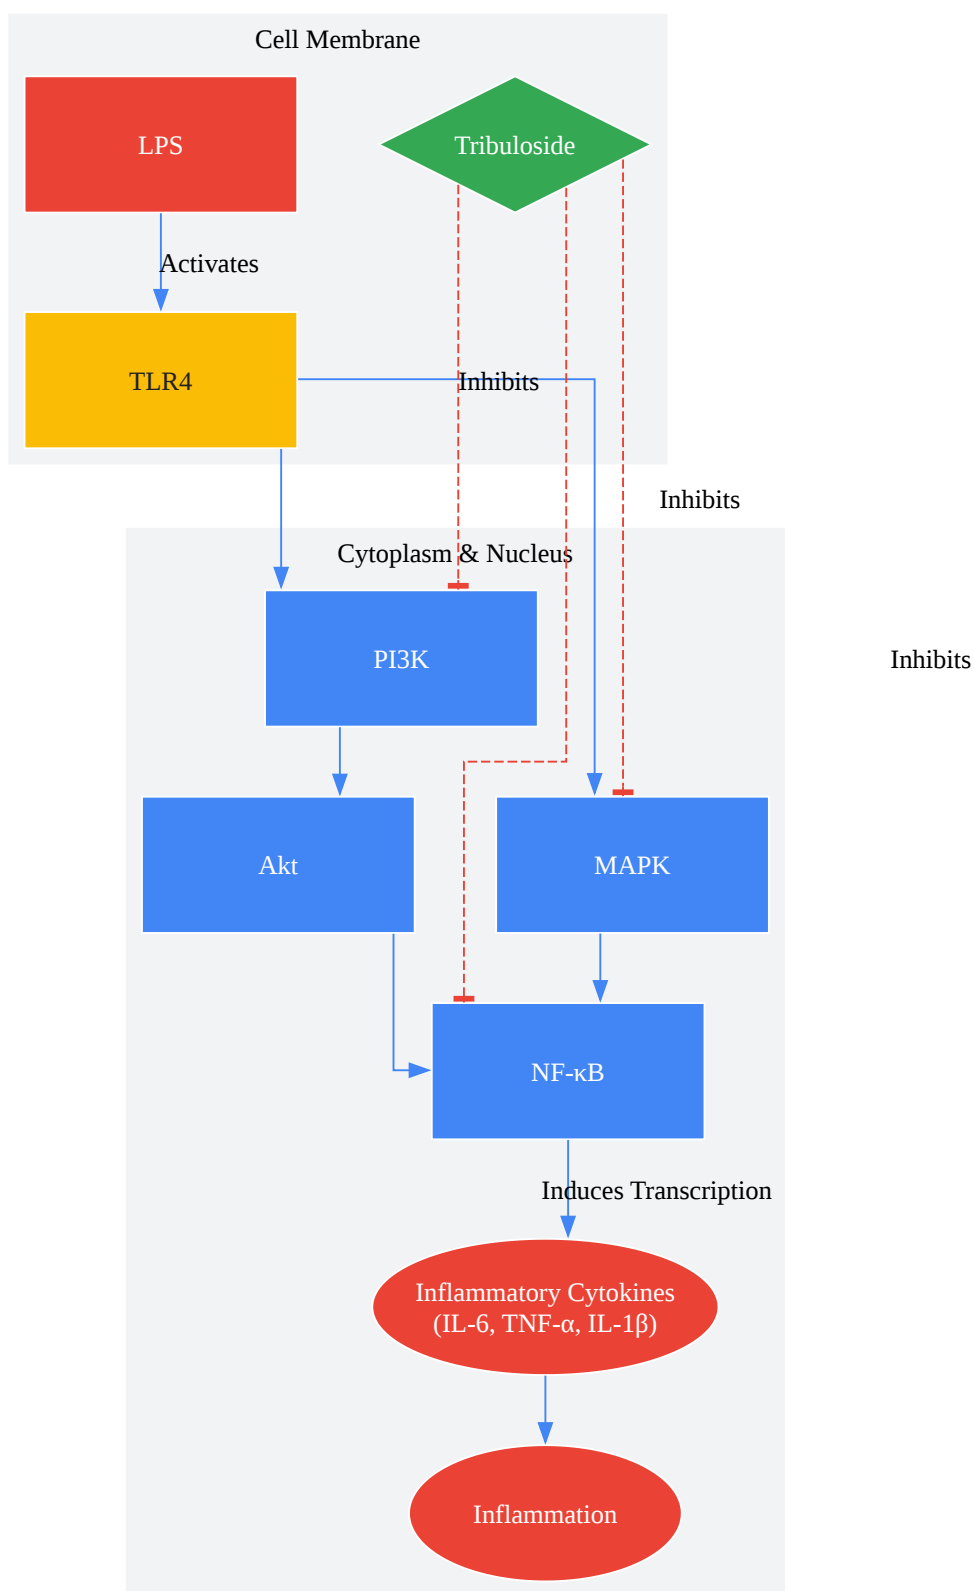 Cell Membrane
LPS
Tribuloside
Activates
TLR4
Inhibits
Inhibits
Cytoplasm & Nucleus
PI3K
Inhibits
Akt
MAPK
NF-κB
Induces Transcription
Inflammatory Cytokines
(IL-6, TNF-α, IL-1β)
Inflammation